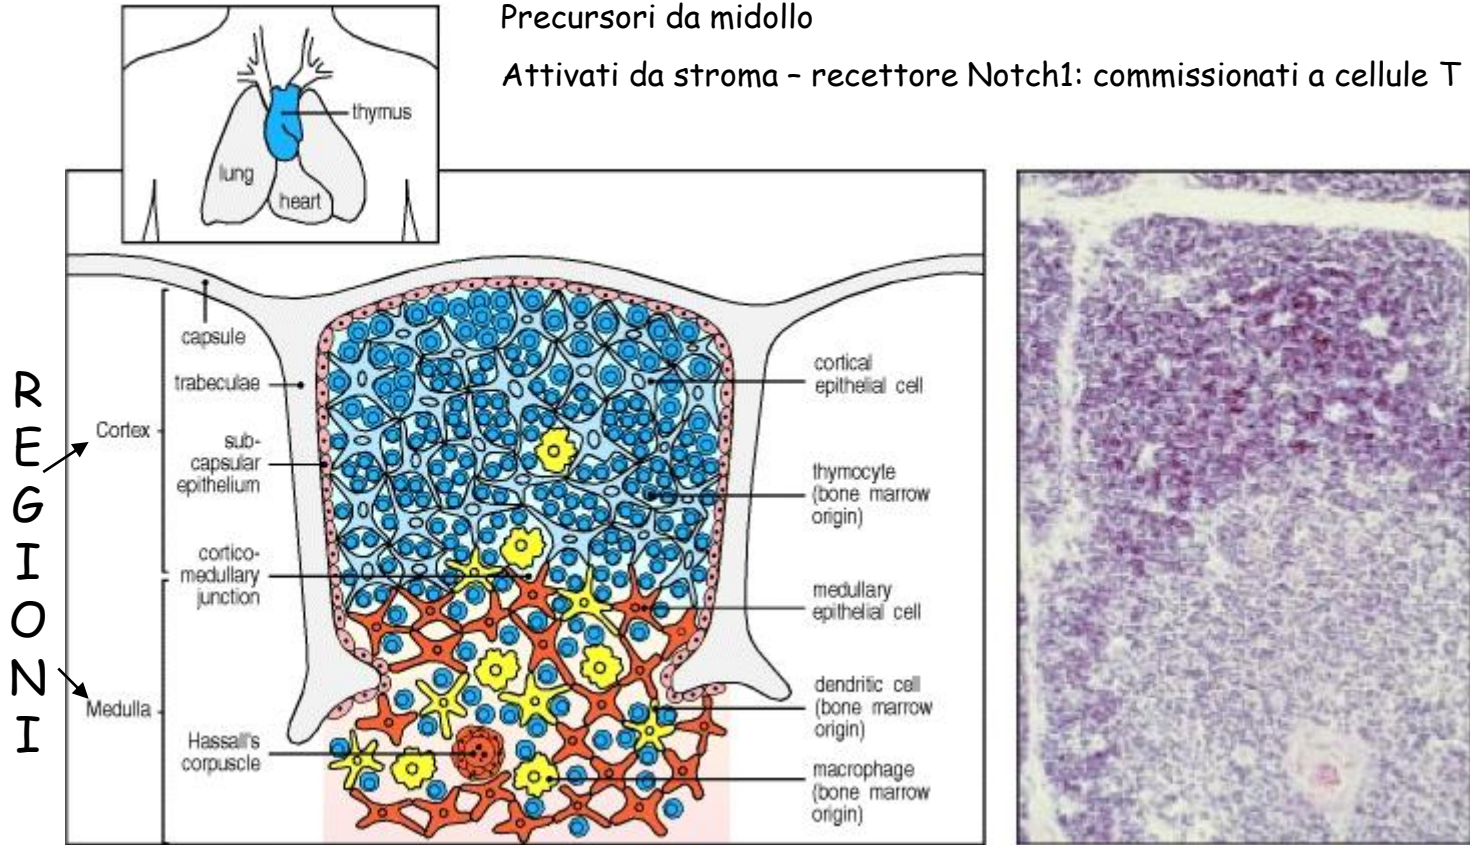 Precursori da midollo
Attivati da stroma – recettore Notch1: commissionati a cellule T
thymus
lung
heart
REGIONI
Cortex
Medulla
capsule
trabeculae
sub-
capsular
epithelium
cortico-
medullary
junction
Hassall's
corpuscle
cortical
epithelial cell
thymocyte
(bone marrow
origin)
medullary
epithelial cell
dendritic cell
(bone marrow
origin)
macrophage
(bone marrow
origin)